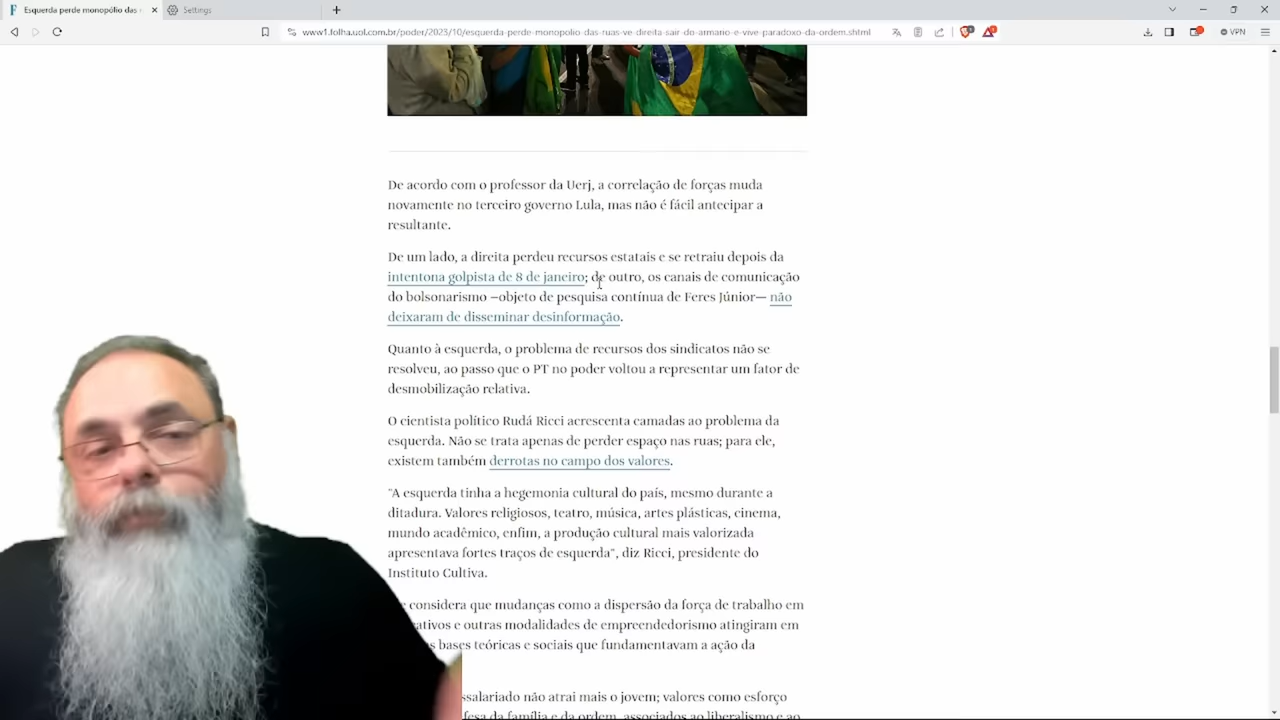 Esquerda perde monopólio das
Settings
www1.folha.uol.com.br/poder/2023/10/esquerda-perde-monopolio-das-ruas-ve-direita-sair-do-armario-e-vive-paradoxo-da-ordem.shtml
VPN
De acordo com o professor da Uerj, a correlação de forças muda
novamente no terceiro governo Lula, mas não é fácil antecipar a
resultante.
De um lado, a direita perdeu recursos estatais e se retraiu depois da
intentona golpista de 8 de janeiro; de outro, os canais de comunicação
do bolsonarismo —objeto de pesquisa contínua de Feres Júnior— não
deixaram de disseminar desinformação.
Quanto à esquerda, o problema de recursos dos sindicatos não se
resolveu, ao passo que o PT no poder voltou a representar um fator de
desmobilização relativa.
O cientista político Rudá Ricci acrescenta camadas ao problema da
esquerda. Não se trata apenas de perder espaço nas ruas; para ele,
existem também derrotas no campo dos valores.
"A esquerda tinha a hegemonia cultural do país, mesmo durante a
ditadura. Valores religiosos, teatro, música, artes plásticas, cinema,
mundo acadêmico, enfim, a produção cultural mais valorizada
apresentava fortes traços de esquerda", diz Ricci, presidente do
Instituto Cultiva.
considera que mudanças como a dispersão da força de trabalho em
e outras modalidades de empreendedorismo atingiram em
bases teóricas e sociais que fundamentavam a ação da
não atrai mais o jovem; valores como esforço
da família e da ordem, associados ao liberalismo e ao